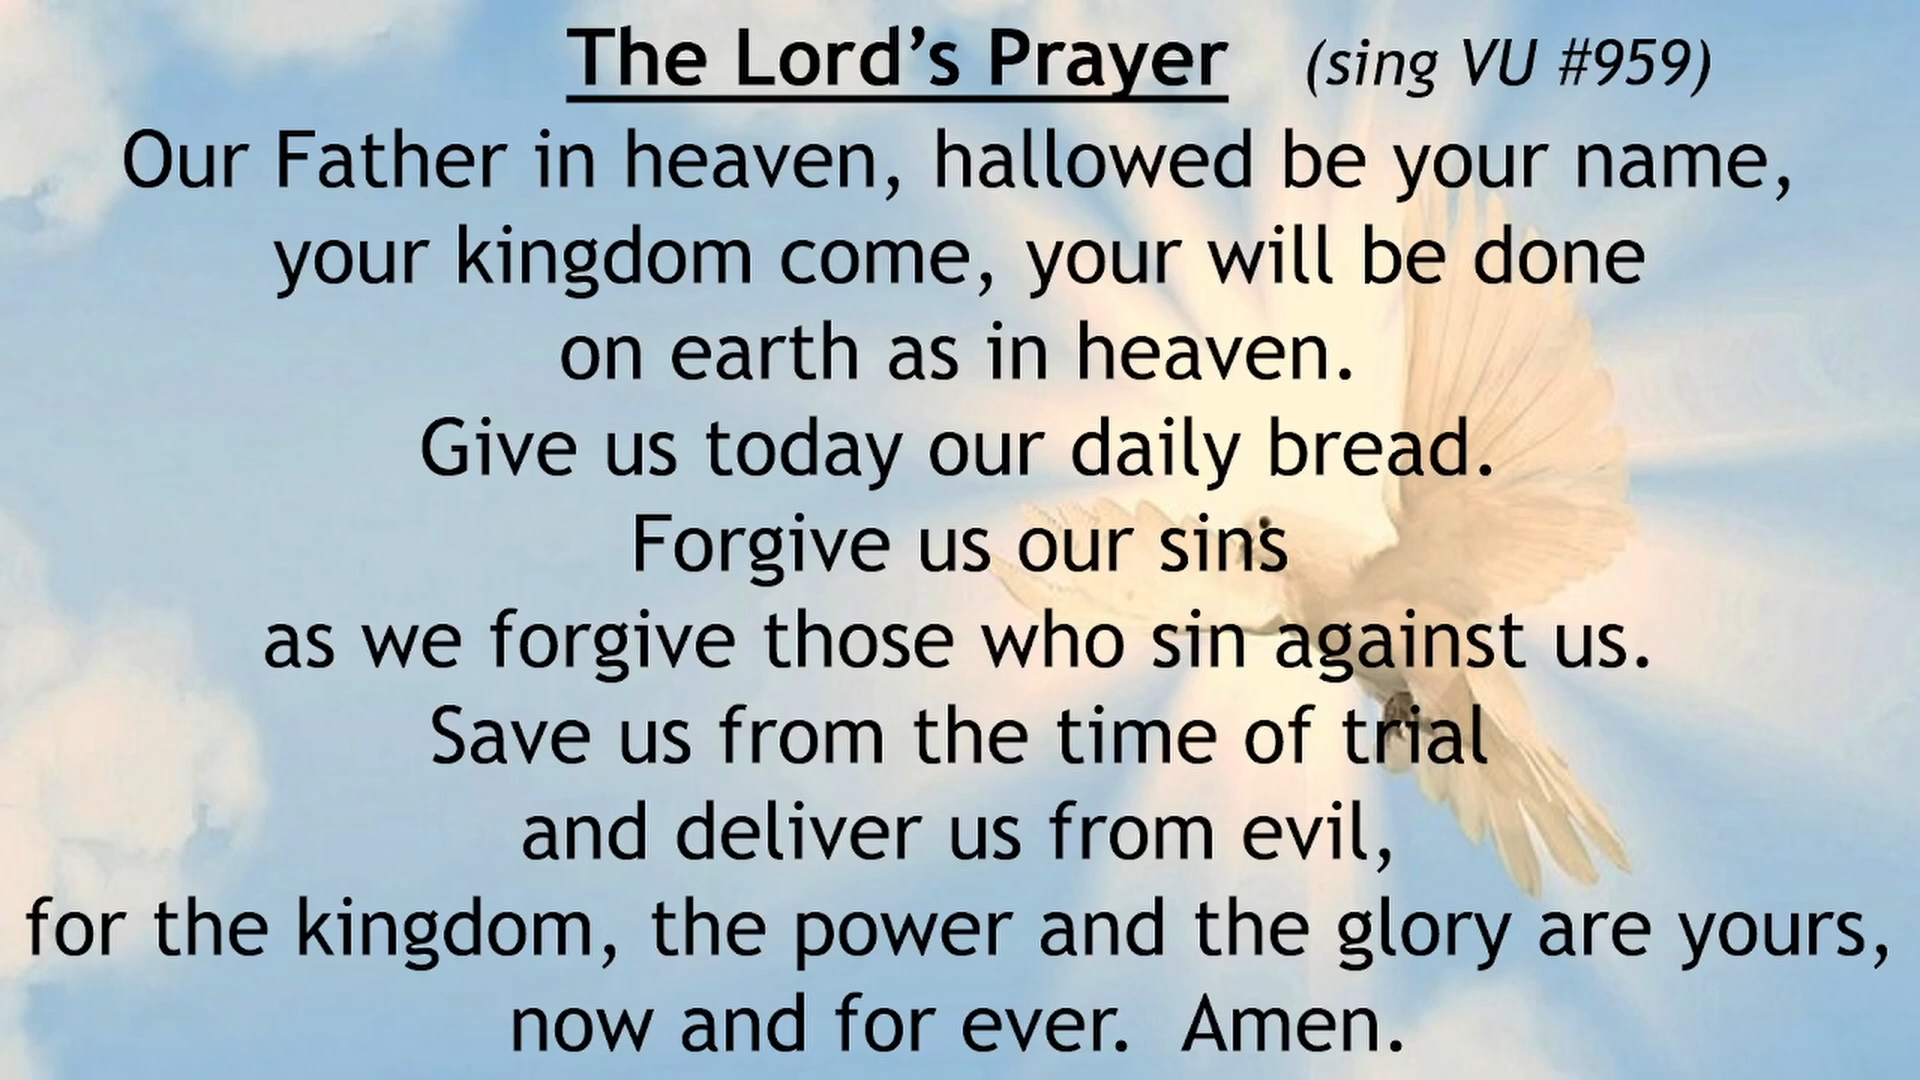 The Lord’s Prayer (sing VU #959)
Our Father in heaven, hallowed be your name,
your kingdom come, your will be done
on earth as in heaven.
Give us today our daily bread.
Forgive us our sins
as we forgive those who sin against us.
Save us from the time of trial
and deliver us from evil,
for the kingdom, the power and the glory are yours,
now and for ever. Amen.